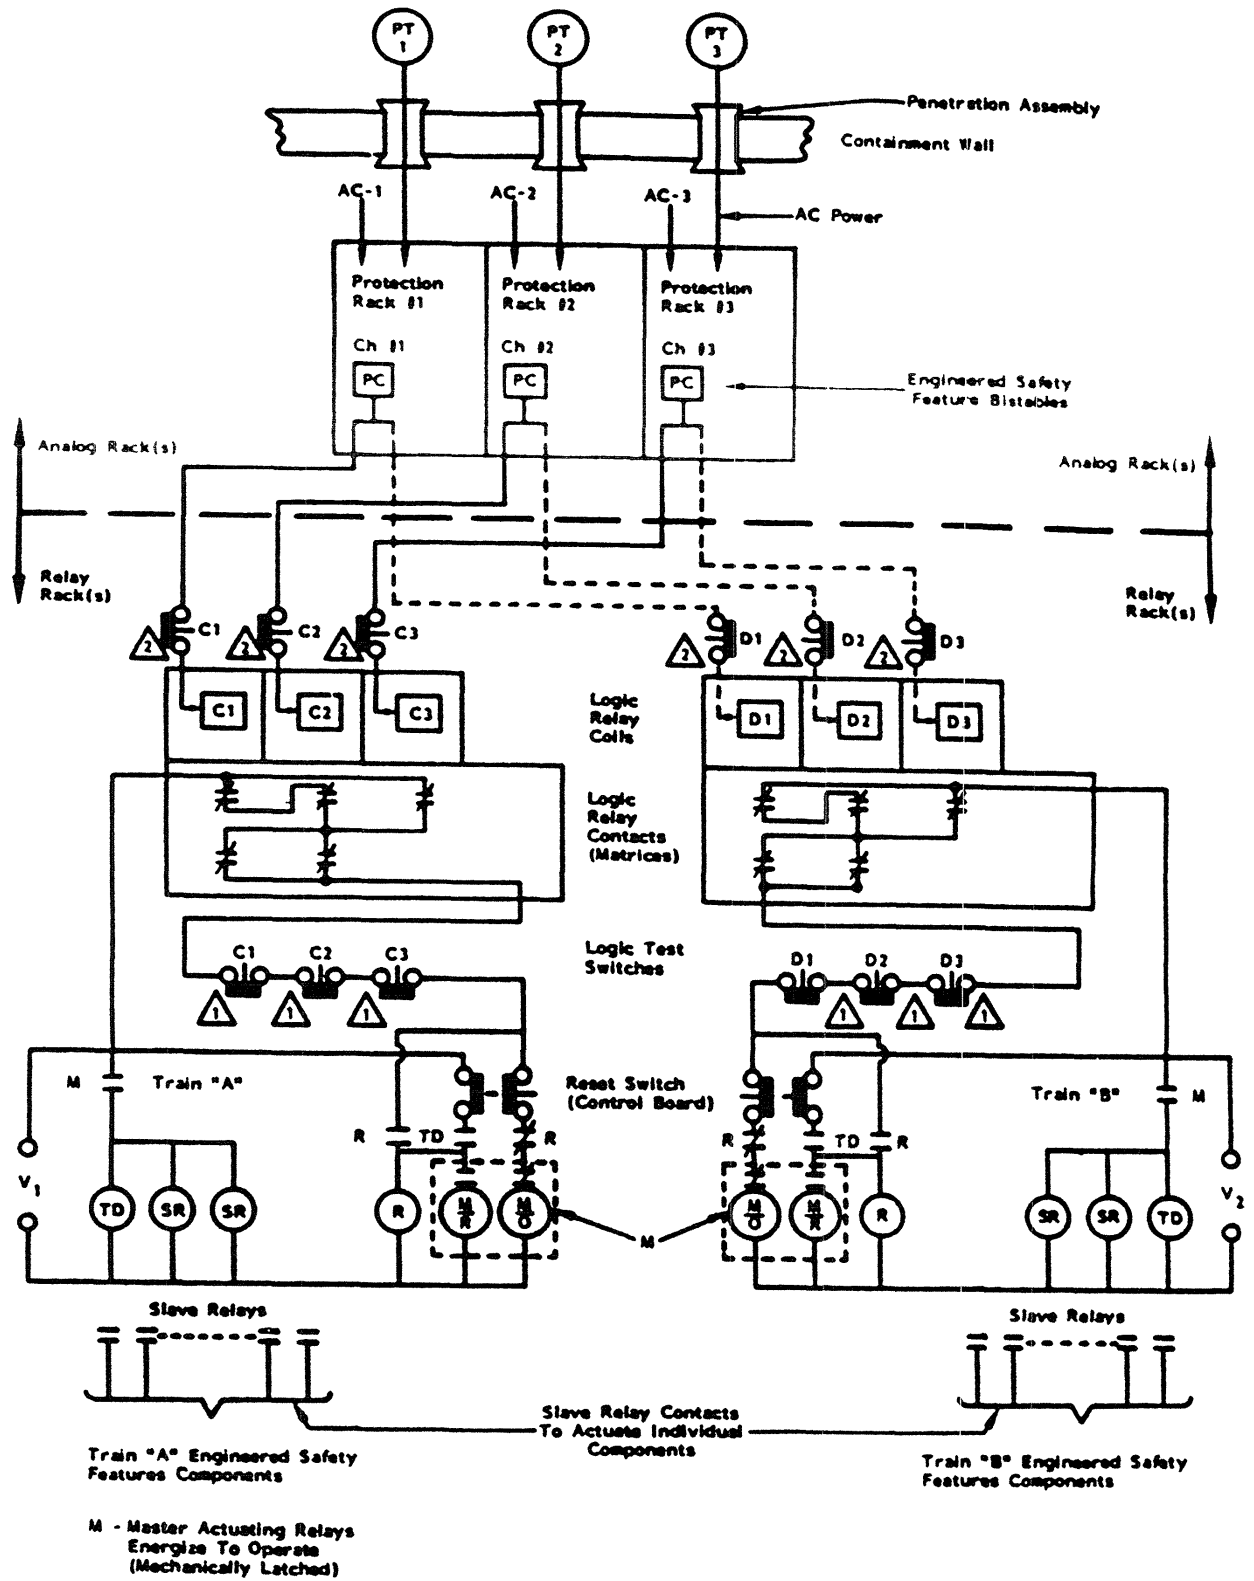 PT 1
PT 2
PT 3
Penetration Assembly
Containment Wall
AC-1
AC-2
AC-3
AC Power
Protection Rack #1
Protection Rack #2
Protection Rack #3
Ch #1
Ch #2
Ch #3
PC
PC
PC
Engineered Safety
Feature Bistables
Analog Rack(s)
Analog Rack(s)
Relay
Rack(s)
Relay
Rack(s)
2 C1
2 C2
2 C3
2 D1
2 D2
2 D3
C1
C2
C3
Logic
Relay
Coils
D1
D2
D3
Logic
Relay
Contacts
(Matrices)
C1
C2
C3
Logic Test
Switches
D1
D2
D3
1
1
1
1
1
1
M
Train "A"
Reset Switch
(Control Board)
Train "B"
M
R
TD
R
R
TD
R
V1
TD
SR
SR
R
M/R
M/O
M
M/O
M/R
R
SR
SR
TD
V2
Slave Relays
Slave Relays
Slave Relay Contacts
To Actuate Individual
Components
Train "A" Engineered Safety
Features Components
Train "B" Engineered Safety
Features Components
M - Master Actuating Relays
Energize To Operate
(Mechanically Latched)